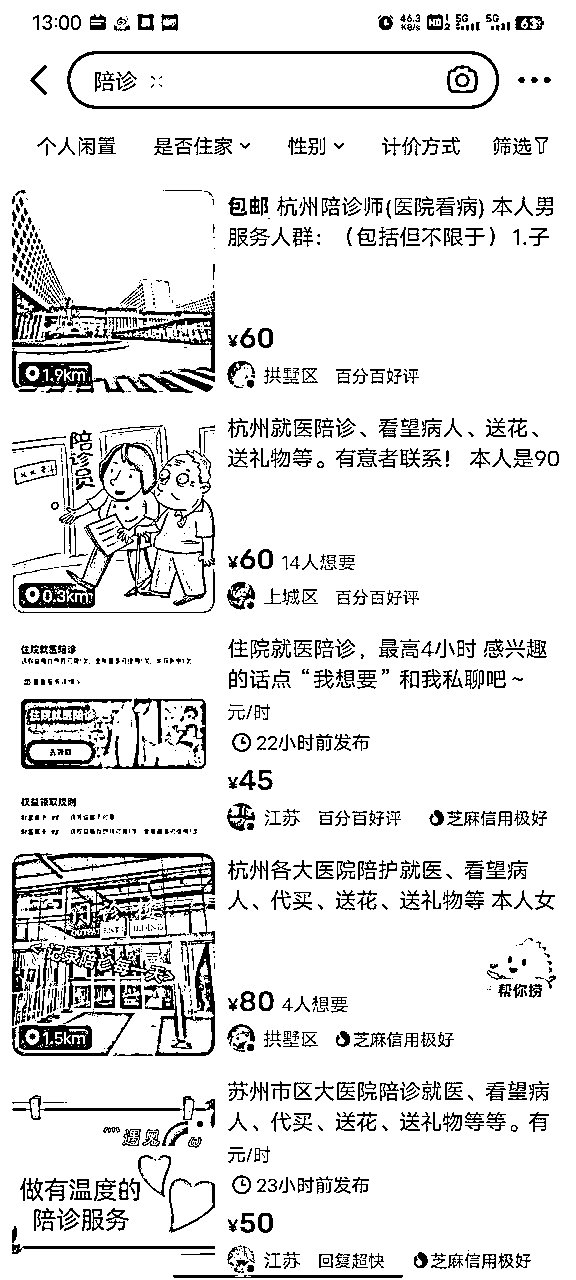 13:00
46.3 KB/s HD 5G 5G 63
陪诊
个人闲置 是否住家 性别 计价方式 筛选
包邮 杭州陪诊师(医院看病) 本人男
服务人群：（包括但不限于）1.子
¥60
1.9km
拱墅区 百分百好评
陪诊员
杭州就医陪诊、看望病人、送花、
送礼物等。有意者联系！ 本人是90
¥60 14人想要
0.3km
上城区 百分百好评
住院就医陪诊
住院就医陪诊，最高4小时 感兴趣
的话点“我想要”和我私聊吧～
元/时
22小时前发布
¥45
权益领取规则
江苏 百分百好评 芝麻信用极好
杭州各大医院陪护就医、看望病
人、代买、送花、送礼物等 本人女
帮你捞
¥80 4人想要
1.5km
拱墅区 芝麻信用极好
苏州市区大医院陪诊就医、看望病
人、代买、送花、送礼物等等。有
元/时
23小时前发布
遇见
做有温度的
陪诊服务
¥50
江苏 回复超快 芝麻信用极好